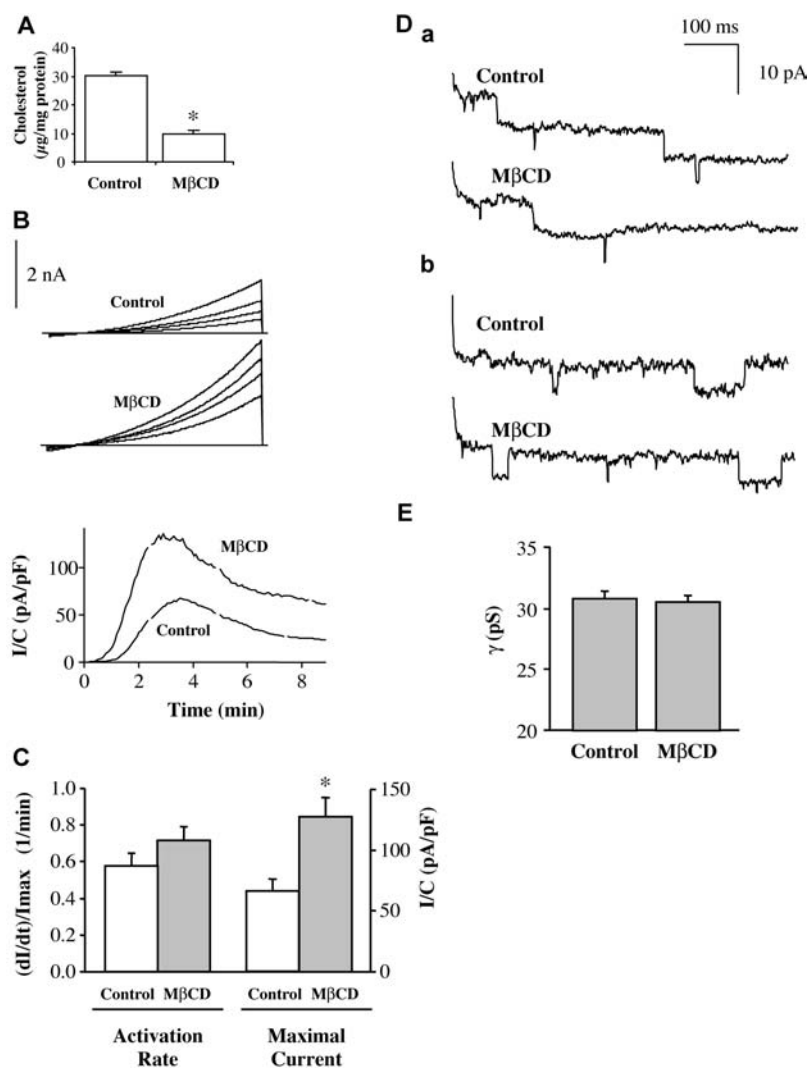 A
Cholesterol
(µg/mg protein)
40
30
20
10
0
*
Control
MβCD
B
2 nA
Control
MβCD
I/C (pA/pF)
100
50
0
MβCD
Control
0
2
4
6
8
Time (min)
C
(dI/dt)/Imax (1/min)
1.0
0.8
0.6
0.4
0.2
0.0
*
150
100
50
0
I/C (pA/pF)
Control MβCD
Control MβCD
Activation
Rate
Maximal
Current
D
a
100 ms
10 pA
Control
MβCD
b
Control
MβCD
E
γ (pS)
35
30
25
20
Control
MβCD